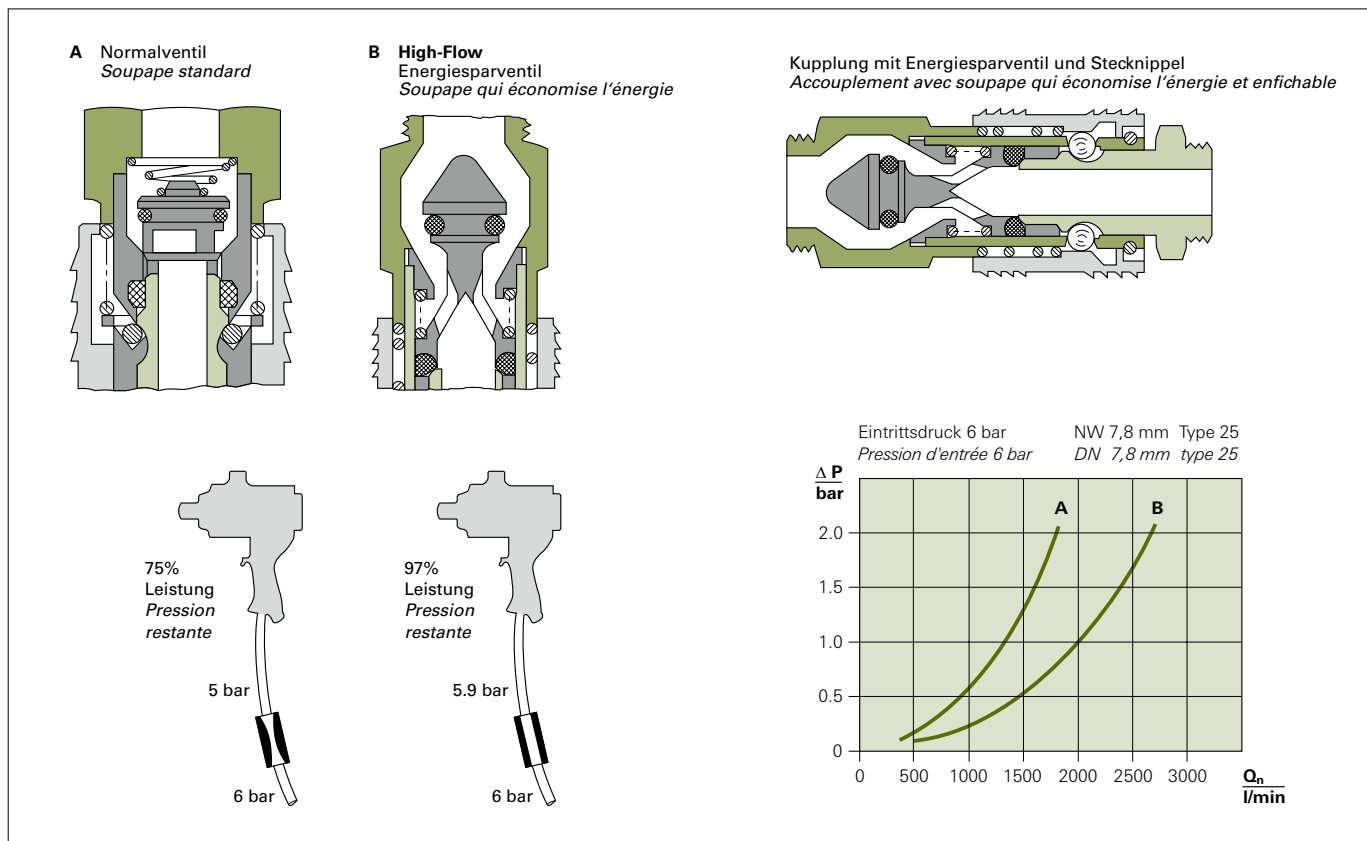 A Normalventil
Soupape standard
B High-Flow
Energiesparventil
Soupape qui économise l‘énergie
Kupplung mit Energiesparventil und Stecknippel
Accouplement avec soupape qui économise l‘énergie et enfichable
75%
Leistung
Pression
restante
5 bar
6 bar
97%
Leistung
Pression
restante
5.9 bar
6 bar
Eintrittsdruck 6 bar NW 7,8 mm Type 25
Pression d'entrée 6 bar DN 7,8 mm type 25
Δ P
bar
A B
2.0
1.5
1.0
0.5
0
0 500 1000 1500 2000 2500 3000 Qn
l/min